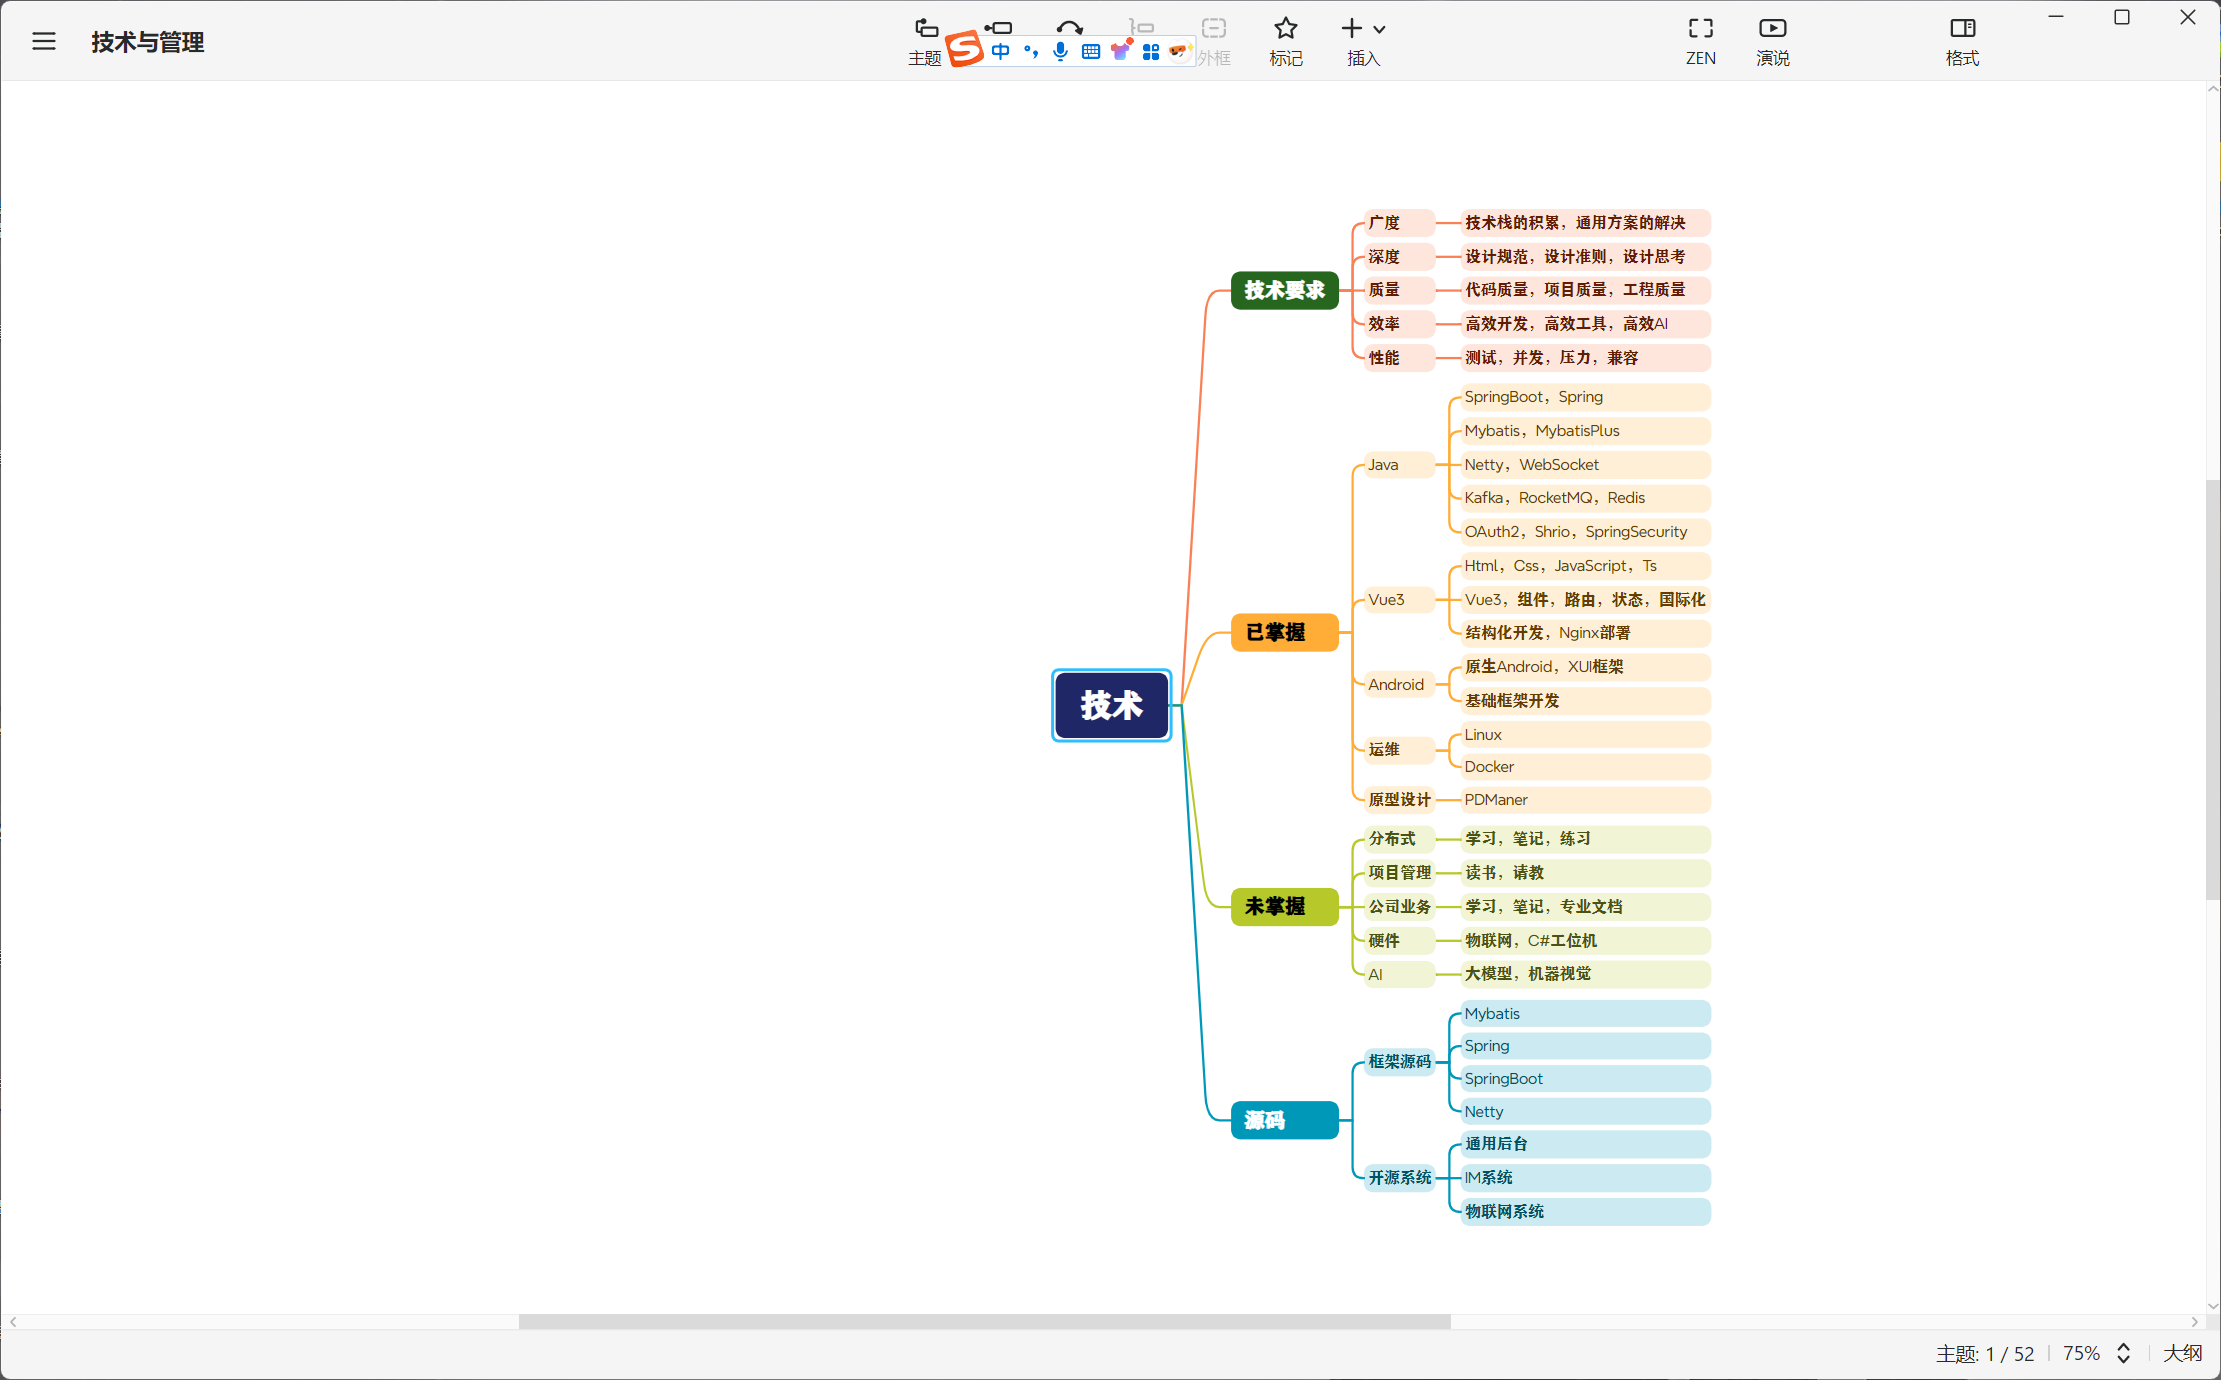 技术与管理
主题
中
外框
标记
插入
ZEN
演说
格式
技术
技术要求
广度
技术栈的积累，通用方案的解决
深度
设计规范，设计准则，设计思考
质量
代码质量，项目质量，工程质量
效率
高效开发，高效工具，高效AI
性能
测试，并发，压力，兼容
已掌握
Java
SpringBoot，Spring
Mybatis，MybatisPlus
Netty，WebSocket
Kafka，RocketMQ，Redis
OAuth2，Shrio，SpringSecurity
Vue3
Html，Css，JavaScript，Ts
Vue3，组件，路由，状态，国际化
结构化开发，Nginx部署
Android
原生Android，XUI框架
基础框架开发
运维
Linux
Docker
原型设计
PDManer
未掌握
分布式
学习，笔记，练习
项目管理
读书，请教
公司业务
学习，笔记，专业文档
硬件
物联网，C#工位机
AI
大模型，机器视觉
源码
框架源码
Mybatis
Spring
SpringBoot
Netty
开源系统
通用后台
IM系统
物联网系统
主题: 1 / 52
75%
大纲